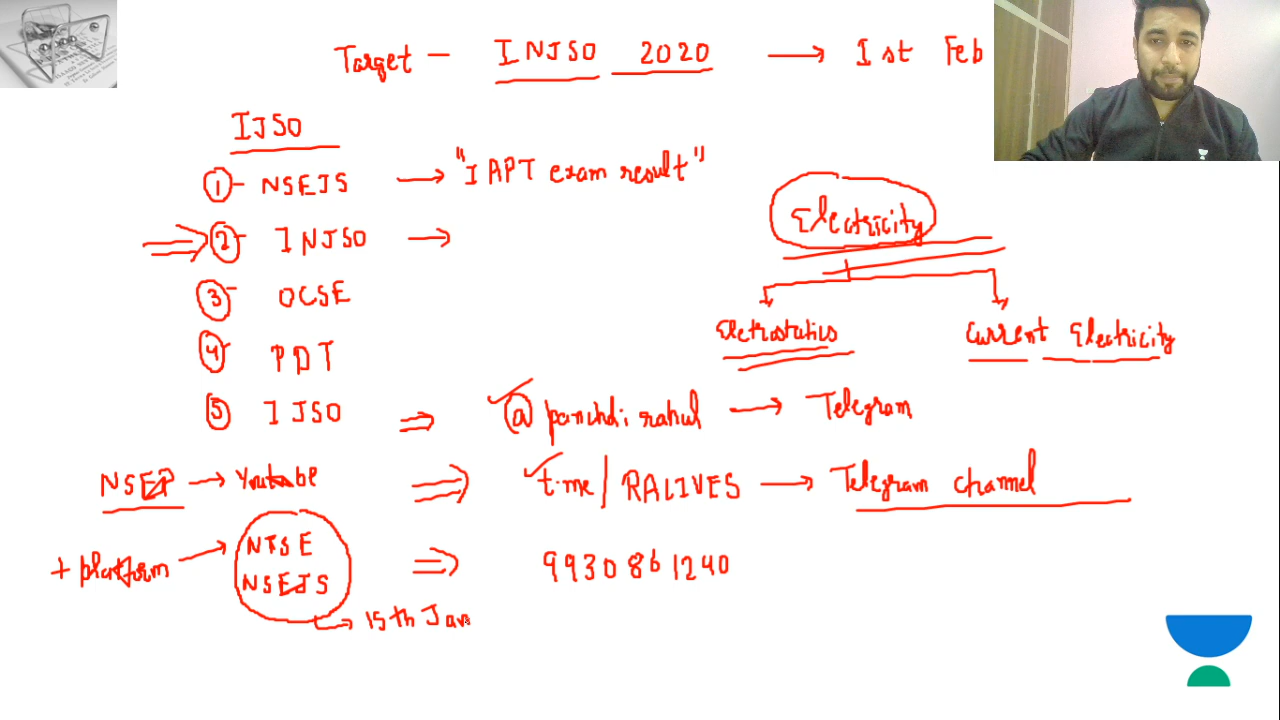 Target - INJSO 2020 → 1st Feb
IJSO
1 - NSEJS → "IAPT exam result"
2 - INJSO →
3 - OCSE
4 - PDT
5 - IJSO
Electricity
Eletrostatics
Current Electricity
⇒ @panchdi.rahul → Telegram
NSEP → Youtube
⇒ t.me/RALIVES → Telegram channel
+ platform → NTSE
NSEJS
→ 15th Jan
⇒ 9930861240